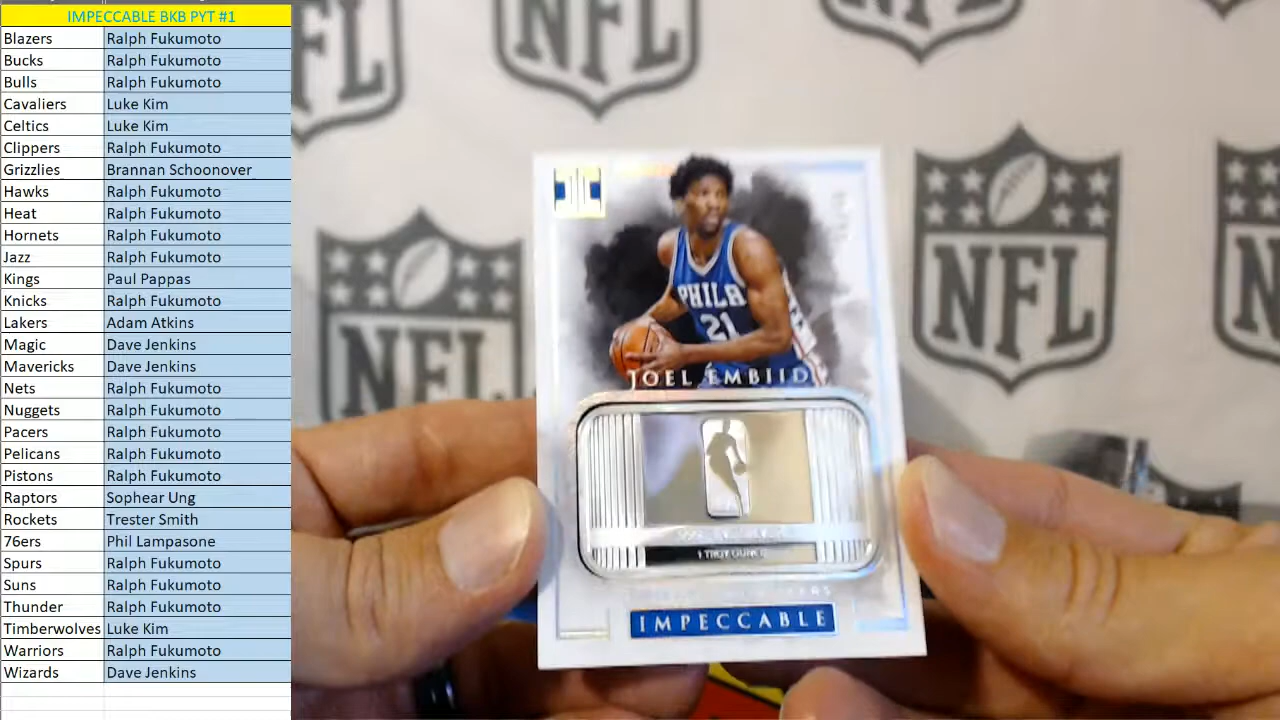 IMPECCABLE BKB PYT #1
Blazers Ralph Fukumoto
Bucks Ralph Fukumoto
Bulls Ralph Fukumoto
Cavaliers Luke Kim
Celtics Luke Kim
Clippers Ralph Fukumoto
Grizzlies Brannan Schoonover
Hawks Ralph Fukumoto
Heat Ralph Fukumoto
Hornets Ralph Fukumoto
Jazz Ralph Fukumoto
Kings Paul Pappas
Knicks Ralph Fukumoto
Lakers Adam Atkins
Magic Dave Jenkins
Mavericks Dave Jenkins
Nets Ralph Fukumoto
Nuggets Ralph Fukumoto
Pacers Ralph Fukumoto
Pelicans Ralph Fukumoto
Pistons Ralph Fukumoto
Raptors Sophear Ung
Rockets Trester Smith
76ers Phil Lampasone
Spurs Ralph Fukumoto
Suns Ralph Fukumoto
Thunder Ralph Fukumoto
Timberwolves Luke Kim
Warriors Ralph Fukumoto
Wizards Dave Jenkins
NFL
NFL
NFL
NFL
PHILA
21
JOEL EMBIID
1 TROY OUNCE
IMPECCABLE